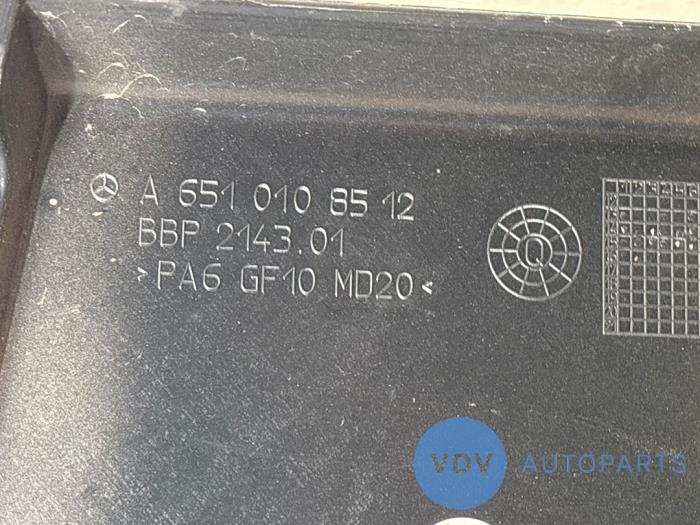 A 651 010 85 12
BBP 2143.01
>PA6 GF10 MD20<
Q
VDV AUTOPARTS